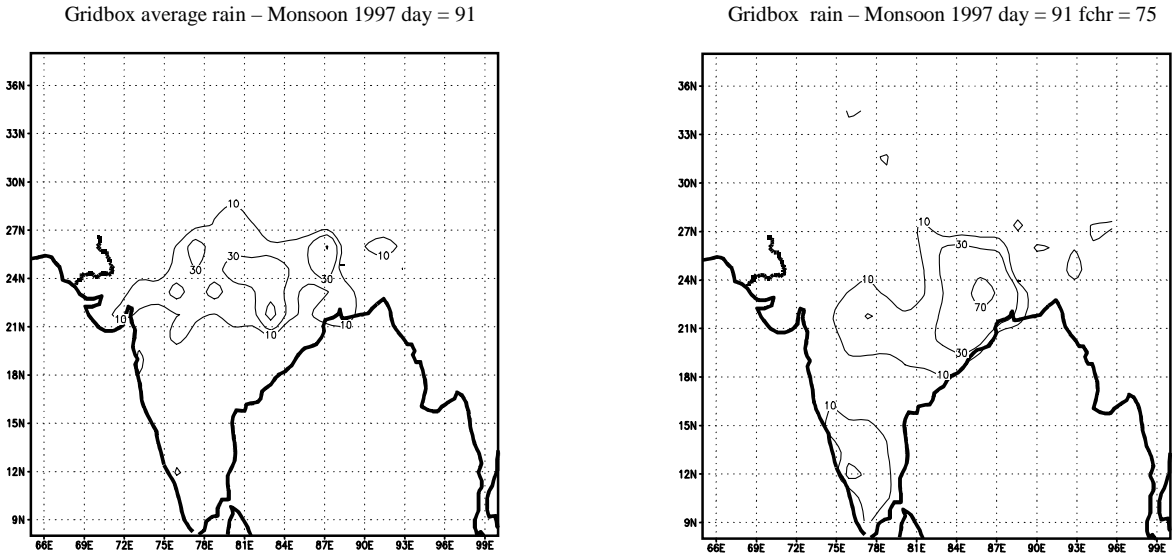 Gridbox average rain – Monsoon 1997 day = 91
36N
33N
30N
27N
24N
21N
18N
15N
12N
9N
66E 69E 72E 75E 78E 81E 84E 87E 90E 93E 96E 99E
10
30
30
30
10
10
10
10
Gridbox rain – Monsoon 1997 day = 91 fchr = 75
36N
33N
30N
27N
24N
21N
18N
15N
12N
9N
66E 69E 72E 75E 78E 81E 84E 87E 90E 93E 96E 99E
10
30
10
70
30
10
10
10